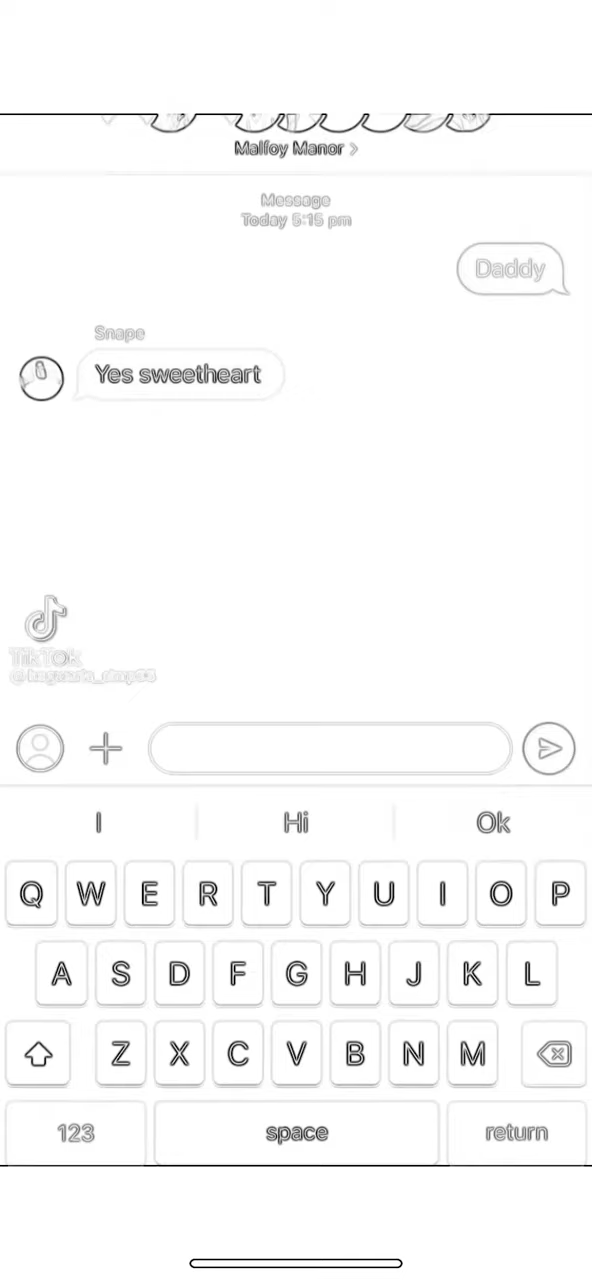 Malfoy Manor >
Message
Today 5:15 pm
Daddy
Snape
Yes sweetheart
TikTok
I Hi Ok
Q W E R T Y U I O P
A S D F G H J K L
Z X C V B N M
123 space return